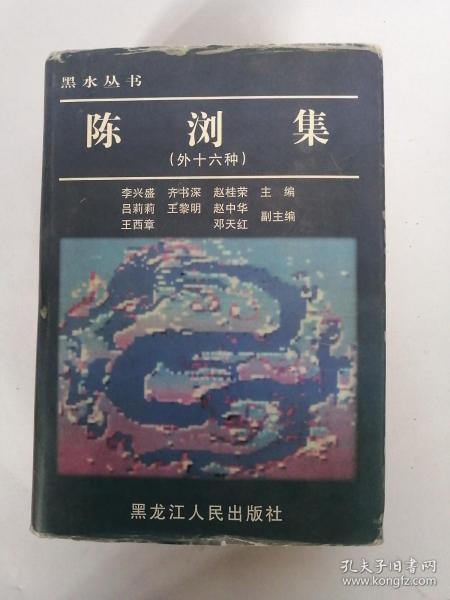 黑水丛书
陈浏集
(外十六种)
李兴盛 齐书深 赵桂荣 主编
吕莉莉 王黎明 赵中华
副主编
王西章 邓天红
黑龙江人民出版社
孔夫子旧书网
www.kongfz.com